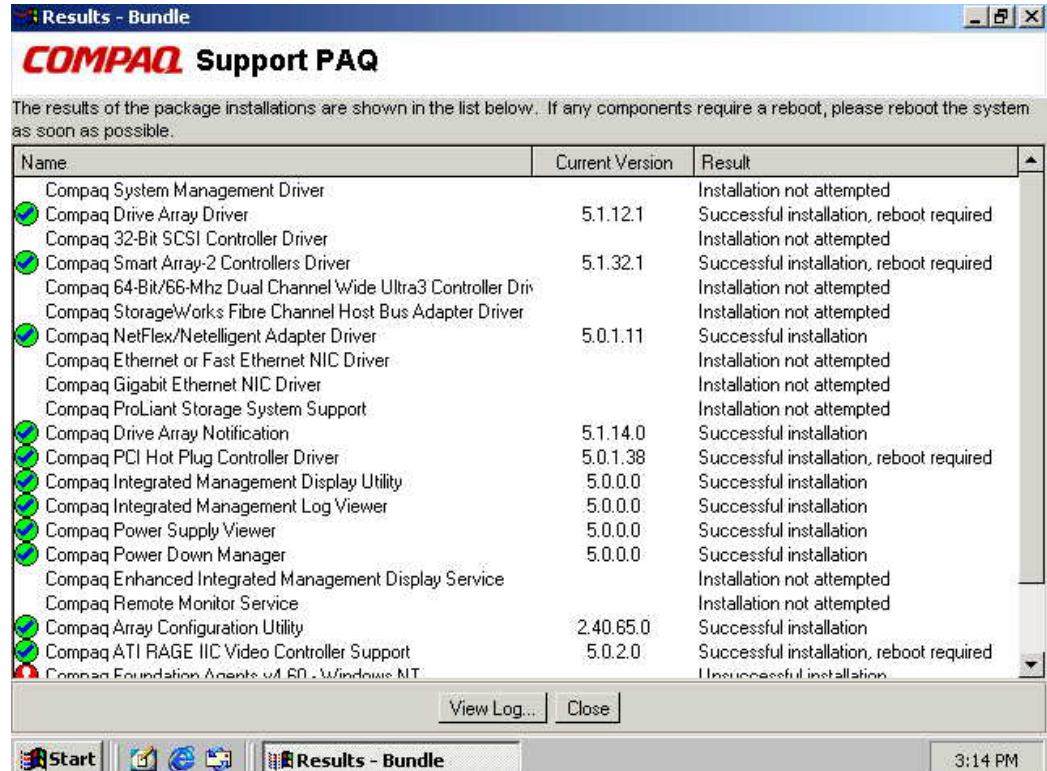 Results - Bundle
COMPAQ Support PAQ
The results of the package installations are shown in the list below. If any components require a reboot, please reboot the system
as soon as possible.
Name Current Version Result
Compaq System Management Driver Installation not attempted
Compaq Drive Array Driver 5.1.12.1 Successful installation, reboot required
Compaq 32-Bit SCSI Controller Driver Installation not attempted
Compaq Smart Array-2 Controllers Driver 5.1.32.1 Successful installation, reboot required
Compaq 64-Bit/66-Mhz Dual Channel Wide Ultra3 Controller Driv Installation not attempted
Compaq StorageWorks Fibre Channel Host Bus Adapter Driver Installation not attempted
Compaq NetFlex/Netelligent Adapter Driver 5.0.1.11 Successful installation
Compaq Ethernet or Fast Ethernet NIC Driver Installation not attempted
Compaq Gigabit Ethernet NIC Driver Installation not attempted
Compaq ProLiant Storage System Support Installation not attempted
Compaq Drive Array Notification 5.1.14.0 Successful installation
Compaq PCI Hot Plug Controller Driver 5.0.1.38 Successful installation, reboot required
Compaq Integrated Management Display Utility 5.0.0.0 Successful installation
Compaq Integrated Management Log Viewer 5.0.0.0 Successful installation
Compaq Power Supply Viewer 5.0.0.0 Successful installation
Compaq Power Down Manager 5.0.0.0 Successful installation
Compaq Enhanced Integrated Management Display Service Installation not attempted
Compaq Remote Monitor Service Installation not attempted
Compaq Array Configuration Utility 2.40.65.0 Successful installation
Compaq ATI RAGE IIC Video Controller Support 5.0.2.0 Successful installation, reboot required
Compaq Foundation Agents v4.60 - Windows NT Unsuccessful installation
View Log... Close
Start Results - Bundle 3:14 PM